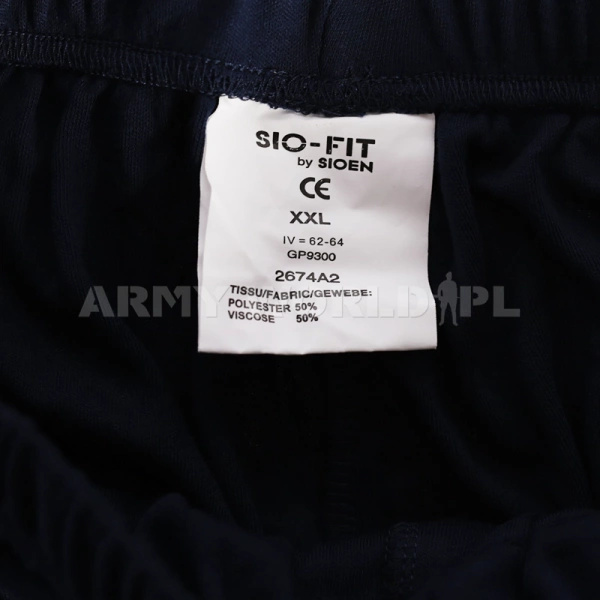 SIO-FIT
by SIOEN
CE
XXL
IV = 62-64
GP9300
2674A2
TISSU/FABRIC/GEWEBE:
POLYESTER 50%
VISCOSE 50%
ARMYWORLD.PL